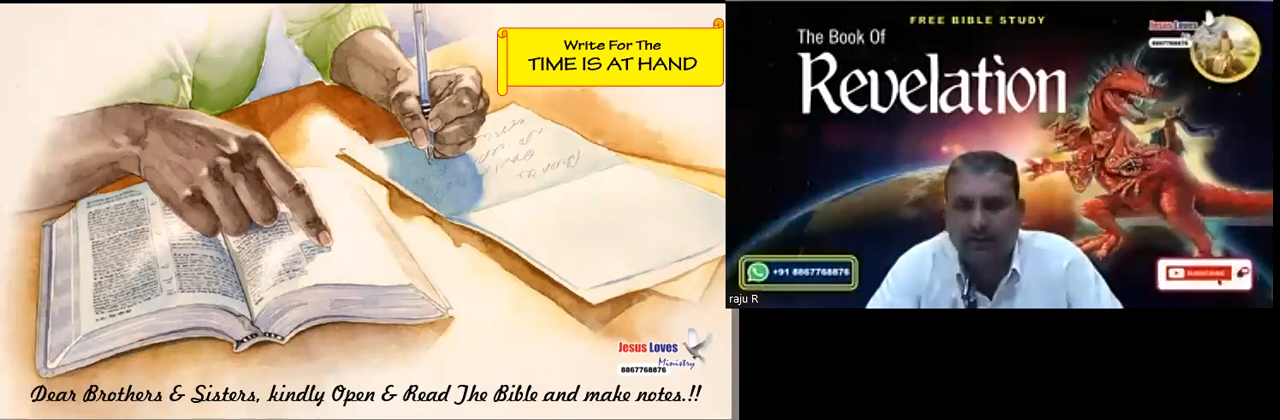 Write For The
TIME IS AT HAND
Jesus Loves
Ministry
8867768876
Dear Brothers & Sisters, kindly Open & Read The Bible and make notes.!!
FREE BIBLE STUDY
The Book Of
Revelation
Jesus Loves
8867768876
+91 8867768876
SUBSCRIBE
raju R